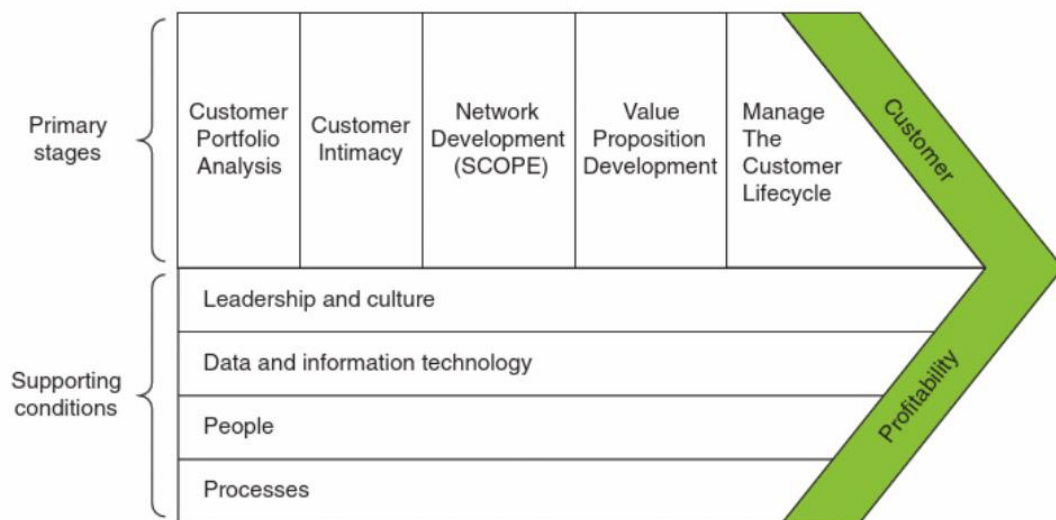 Primary
stages
Customer
Portfolio
Analysis
Customer
Intimacy
Network
Development
(SCOPE)
Value
Proposition
Development
Manage
The
Customer
Lifecycle
Customer
Supporting
conditions
Leadership and culture
Data and information technology
People
Processes
Profitability